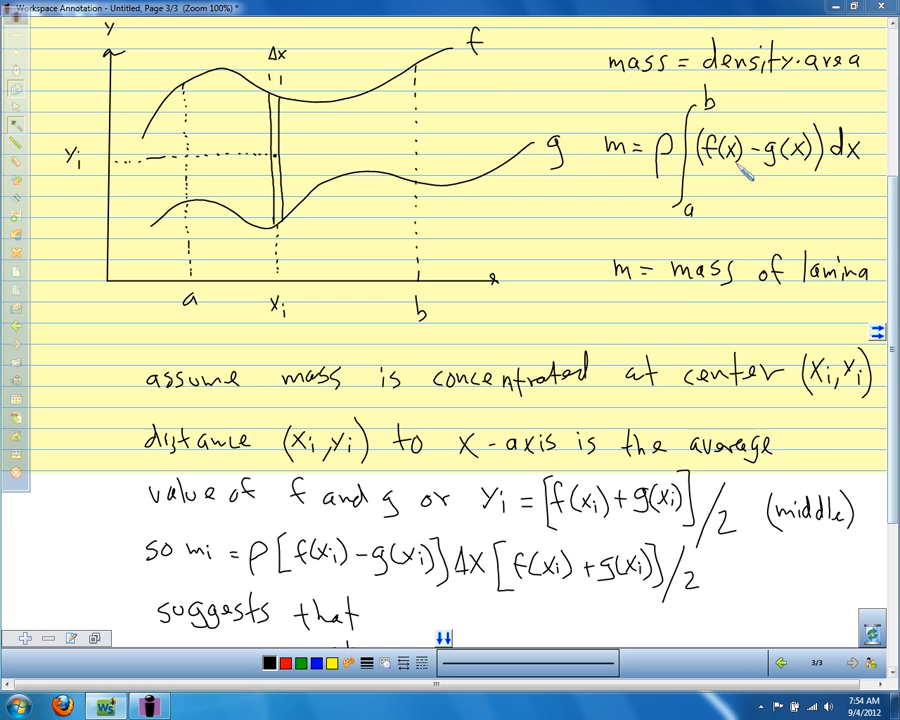 Workspace Annotation - Untitled, Page 3/3 (Zoom 100%) *
Y
Δx
f
mass = density·area
b
m = ρ ∫ (f(x) - g(x)) dx
a
Yi
g
m = mass of lamina
a
Xi
b
assume mass is concentrated at center (Xi, Yi)
distance (Xi, Yi) to X-axis is the average
value of f and g or Yi = [f(Xi) + g(Xi)]/2 (middle)
so mi = ρ[f(Xi) - g(Xi)]ΔX[f(Xi) + g(Xi)]/2
suggests that
3/3
7:54 AM
9/4/2012